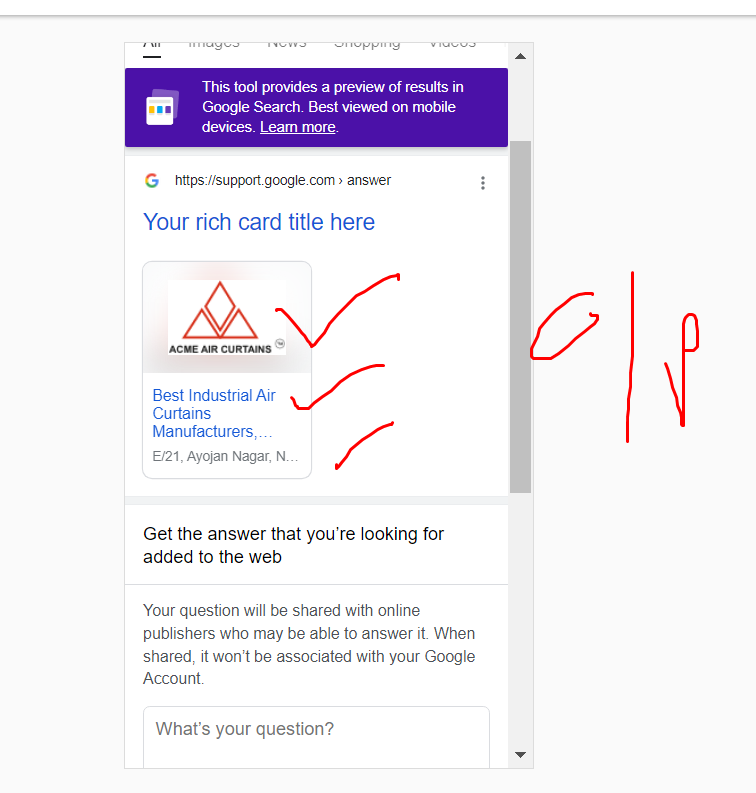 All Images News Shopping Videos
This tool provides a preview of results in
Google Search. Best viewed on mobile
devices. Learn more.
https://support.google.com › answer
Your rich card title here
ACME AIR CURTAINS TM
Best Industrial Air
Curtains
Manufacturers,...
E/21, Ayojan Nagar, N...
O/p
Get the answer that you’re looking for
added to the web
Your question will be shared with online
publishers who may be able to answer it. When
shared, it won’t be associated with your Google
Account.
What’s your question?